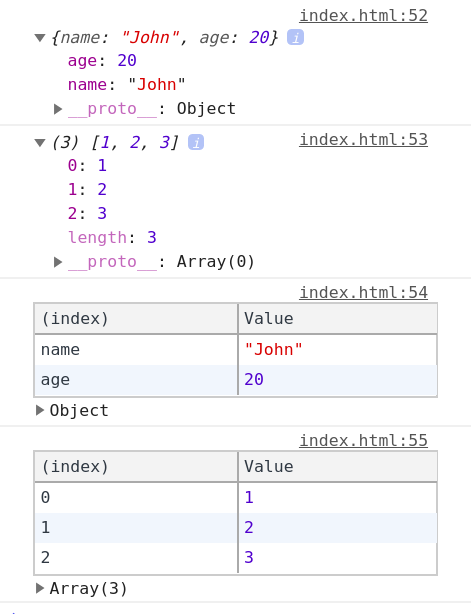 index.html:52
{name: "John", age: 20} i
age: 20
name: "John"
__proto__: Object
index.html:53
(3) [1, 2, 3] i
0: 1
1: 2
2: 3
length: 3
__proto__: Array(0)
index.html:54
(index) Value
name "John"
age 20
Object
index.html:55
(index) Value
0 1
1 2
2 3
Array(3)